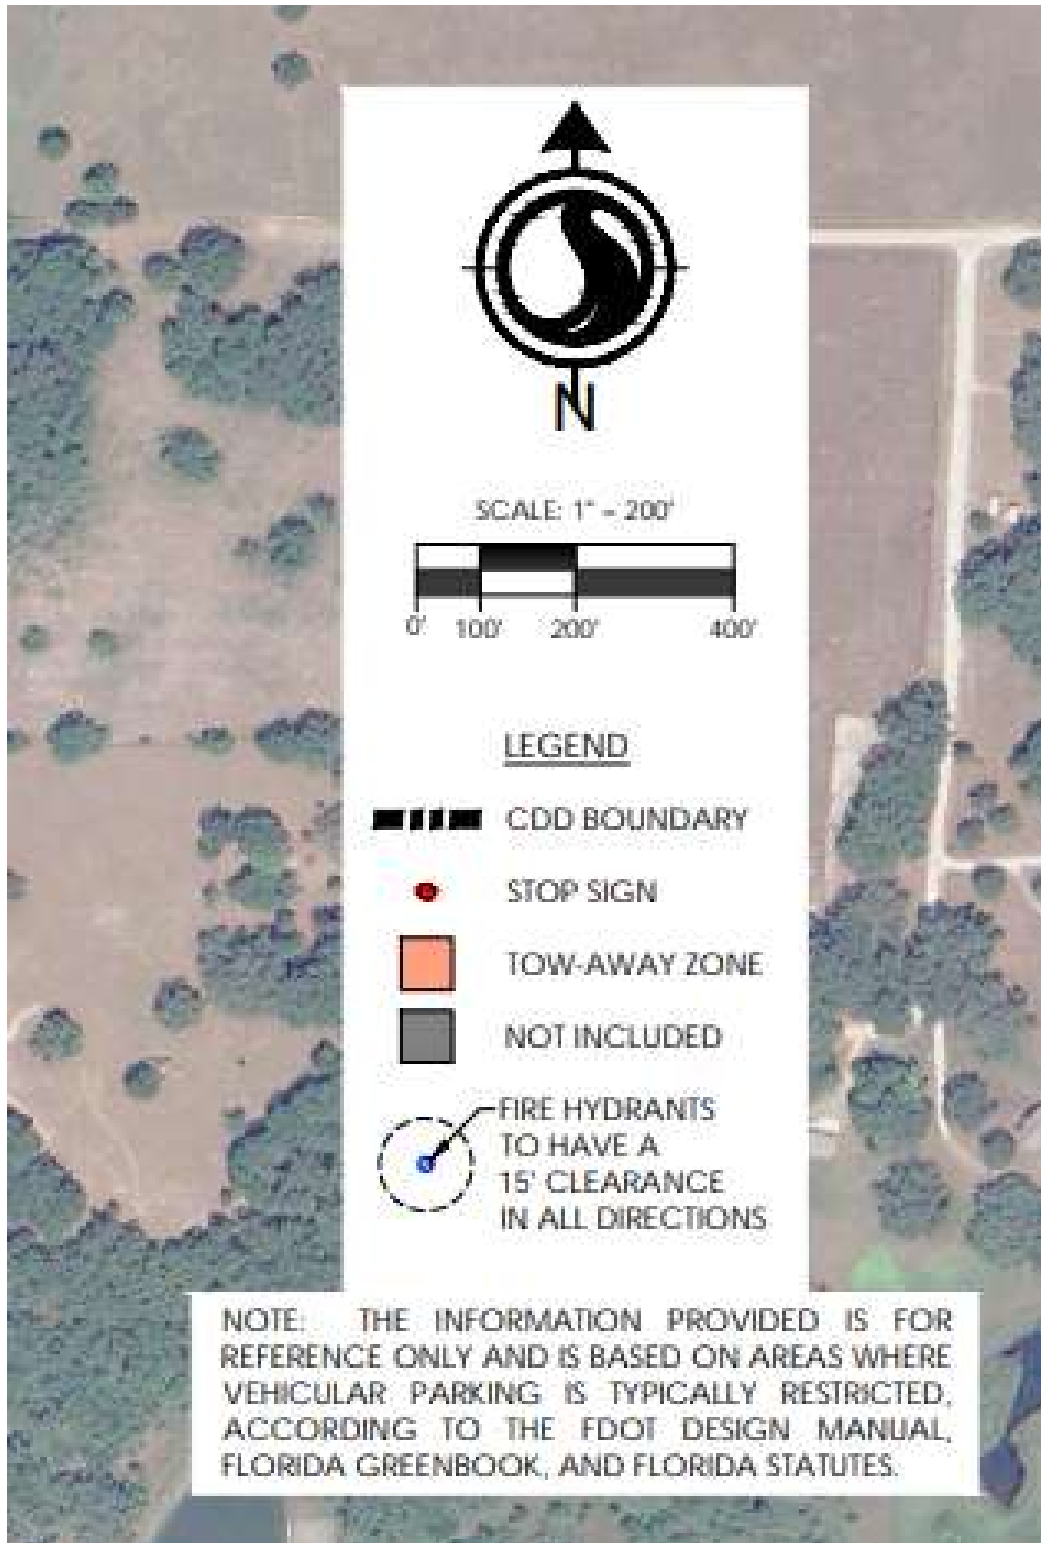 N
SCALE: 1" = 200'
0' 100' 200' 400'
LEGEND
CDD BOUNDARY
STOP SIGN
TOW-AWAY ZONE
NOT INCLUDED
FIRE HYDRANTS
TO HAVE A
15' CLEARANCE
IN ALL DIRECTIONS
NOTE: THE INFORMATION PROVIDED IS FOR
REFERENCE ONLY AND IS BASED ON AREAS WHERE
VEHICULAR PARKING IS TYPICALLY RESTRICTED,
ACCORDING TO THE FDOT DESIGN MANUAL,
FLORIDA GREENBOOK, AND FLORIDA STATUTES.